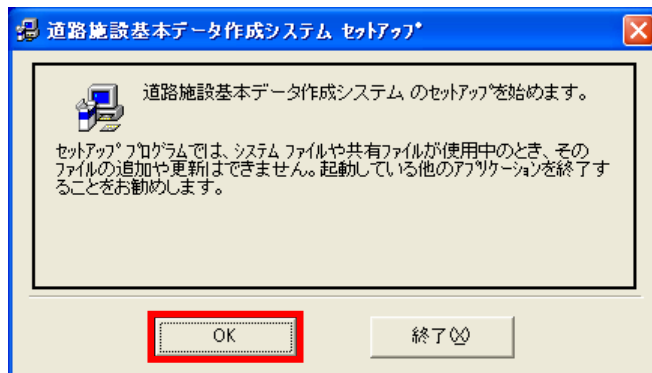 道路施設基本データ作成システム ｾｯﾄｱｯﾌﾟ
道路施設基本データ作成システム のｾｯﾄｱｯﾌﾟを始めます。
ｾｯﾄｱｯﾌﾟ ﾌﾟﾛｸﾞﾗﾑでは、ｼｽﾃﾑ ﾌｧｲﾙや共有ﾌｧｲﾙが使用中のとき、その
ﾌｧｲﾙの追加や更新はできません。起動している他のｱﾌﾟﾘｹｰｼｮﾝを終了す
ることをお勧めします。
OK
終了(X)